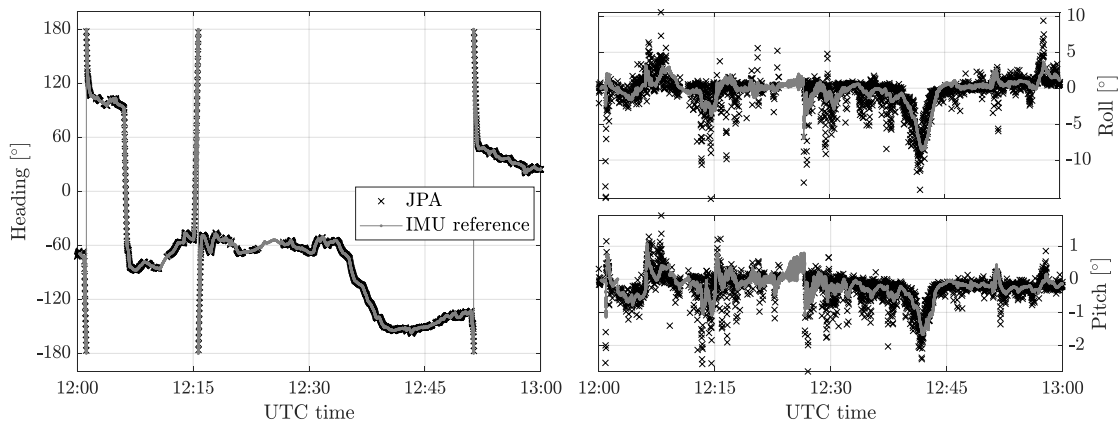 180
120
60
0
-60
-120
-180
Heading [°]
12:00 12:15 12:30 12:45 13:00
UTC time
JPA
IMU reference
10
5
0
-5
-10
Roll [°]
1
0
-1
-2
Pitch [°]
12:00 12:15 12:30 12:45 13:00
UTC time